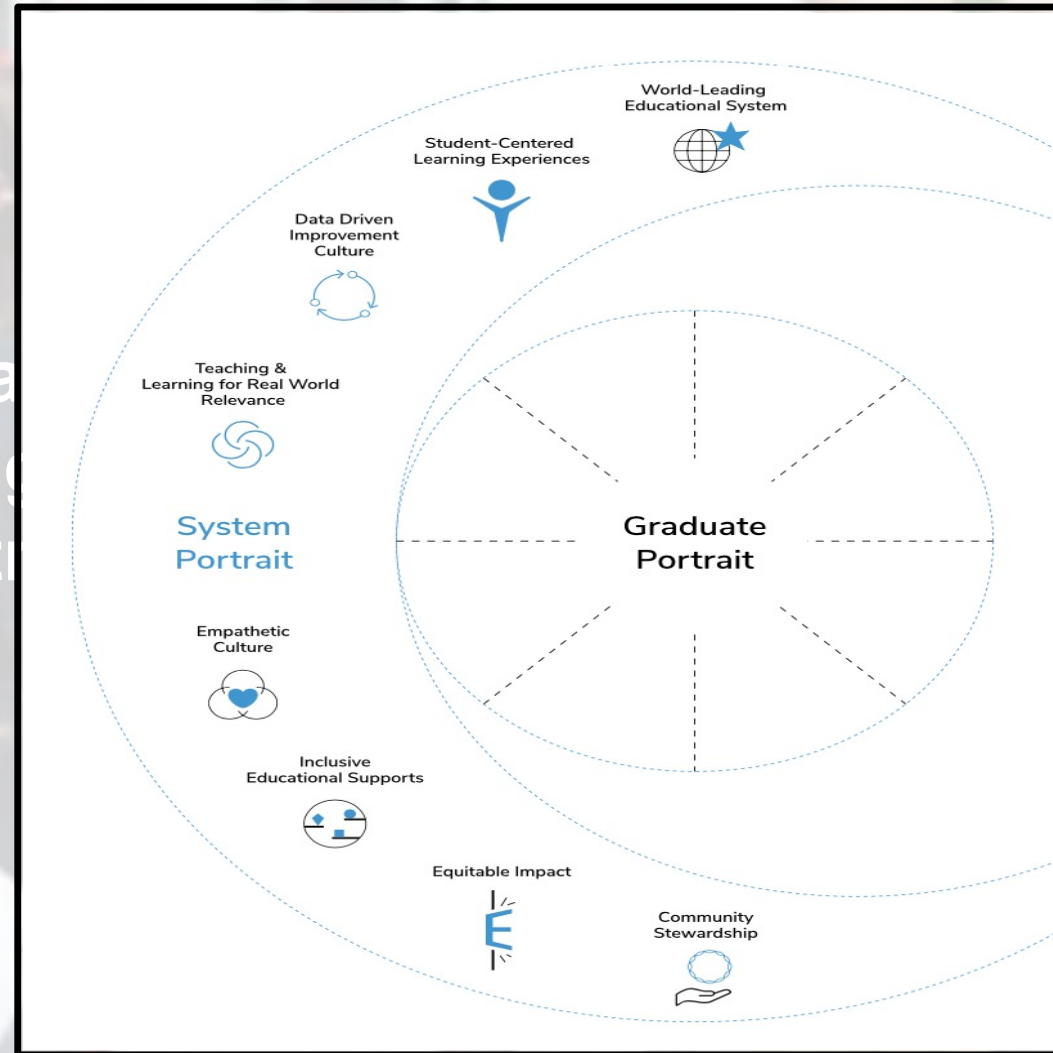 World-Leading
Educational System
Student-Centered
Learning Experiences
Data Driven
Improvement
Culture
Teaching &
Learning for Real World
Relevance
System
Portrait
Graduate
Portrait
Empathetic
Culture
Inclusive
Educational Supports
Equitable Impact
E
Community
Stewardship